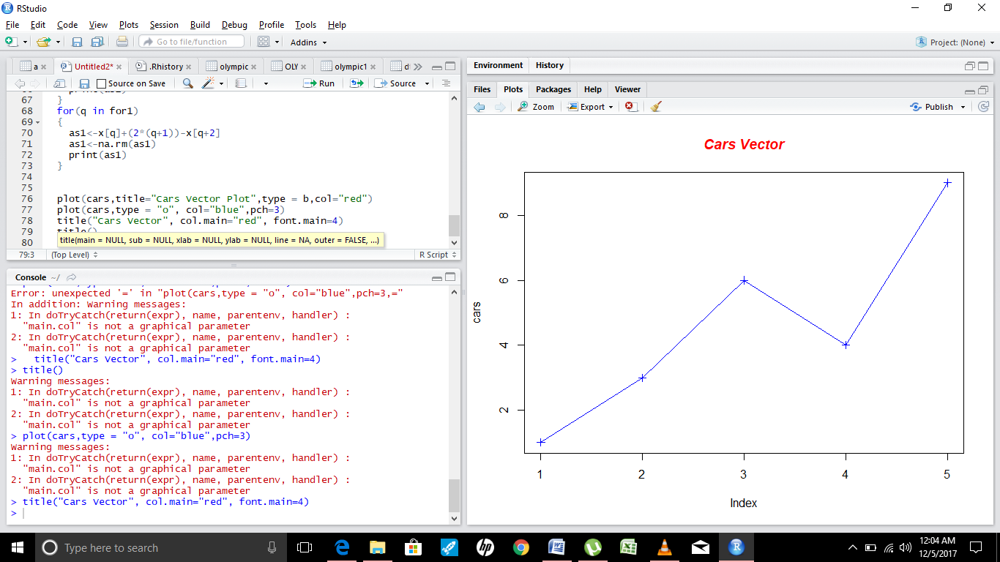 RStudio
File Edit Code View Plots Session Build Debug Profile Tools Help
Go to file/function Addins Project: (None)
a Untitled2* .Rhistory olympic OLY olympic1
Source on Save Run Source
67 }
68 for(q in for1)
69 {
70 as1<-x[q]+(2*(q+1))-x[q+2]
71 as1<-na.rm(as1)
72 print(as1)
73 }
74
75
76 plot(cars,title="Cars Vector Plot",type = b,col="red")
77 plot(cars,type = "o", col="blue",pch=3)
78 title("Cars Vector", col.main="red", font.main=4)
79 title()
80 title(main = NULL, sub = NULL, xlab = NULL, ylab = NULL, line = NA, outer = FALSE, ...)
79:3 (Top Level) R Script
Console ~/
Error: unexpected '=' in "plot(cars,type = "o", col="blue",pch=3,="
In addition: Warning messages:
1: In doTryCatch(return(expr), name, parentenv, handler) :
"main.col" is not a graphical parameter
2: In doTryCatch(return(expr), name, parentenv, handler) :
"main.col" is not a graphical parameter
> title("Cars Vector", col.main="red", font.main=4)
> title()
Warning messages:
1: In doTryCatch(return(expr), name, parentenv, handler) :
"main.col" is not a graphical parameter
2: In doTryCatch(return(expr), name, parentenv, handler) :
"main.col" is not a graphical parameter
> plot(cars,type = "o", col="blue",pch=3)
Warning messages:
1: In doTryCatch(return(expr), name, parentenv, handler) :
"main.col" is not a graphical parameter
2: In doTryCatch(return(expr), name, parentenv, handler) :
"main.col" is not a graphical parameter
> title("Cars Vector", col.main="red", font.main=4)
>
Environment History
Files Plots Packages Help Viewer
Zoom Export Publish
Cars Vector
8
6
4
2
cars
1 2 3 4 5
Index
Type here to search
hp
12:04 AM
12/5/2017